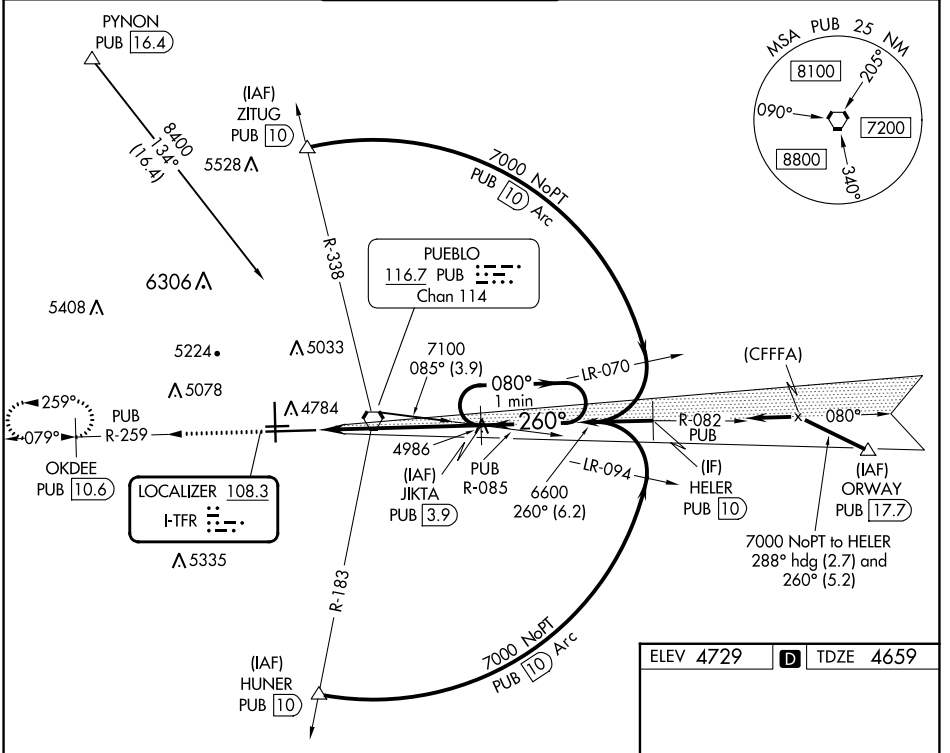 PYNON
PUB 16.4
8400
134°
(16.4)
(IAF)
ZITUG
PUB 10
5528
7000 NoPT
PUB 10 Arc
MSA PUB 25 NM
8100
205°
090°
7200
8800
340°
R-338
PUEBLO
116.7 PUB
Chan 114
6306
5408
5224
5033
5078
4784
7100
085° (3.9)
LR-070
(CFFFA)
080°
1 min
260°
259°
079°
PUB
R-259
R-082
PUB
080°
4986
OKDEE
PUB 10.6
LOCALIZER 108.3
I-TFR
(IAF)
JIKTA
PUB 3.9
PUB
R-085
6600
260° (6.2)
LR-094
(IF)
HELER
PUB 10
(IAF)
ORWAY
PUB 17.7
7000 NoPT to HELER
288° hdg (2.7) and
260° (5.2)
5335
R-183
7000 NoPT
PUB 10 Arc
(IAF)
HUNER
PUB 10
ELEV 4729 D TDZE 4659